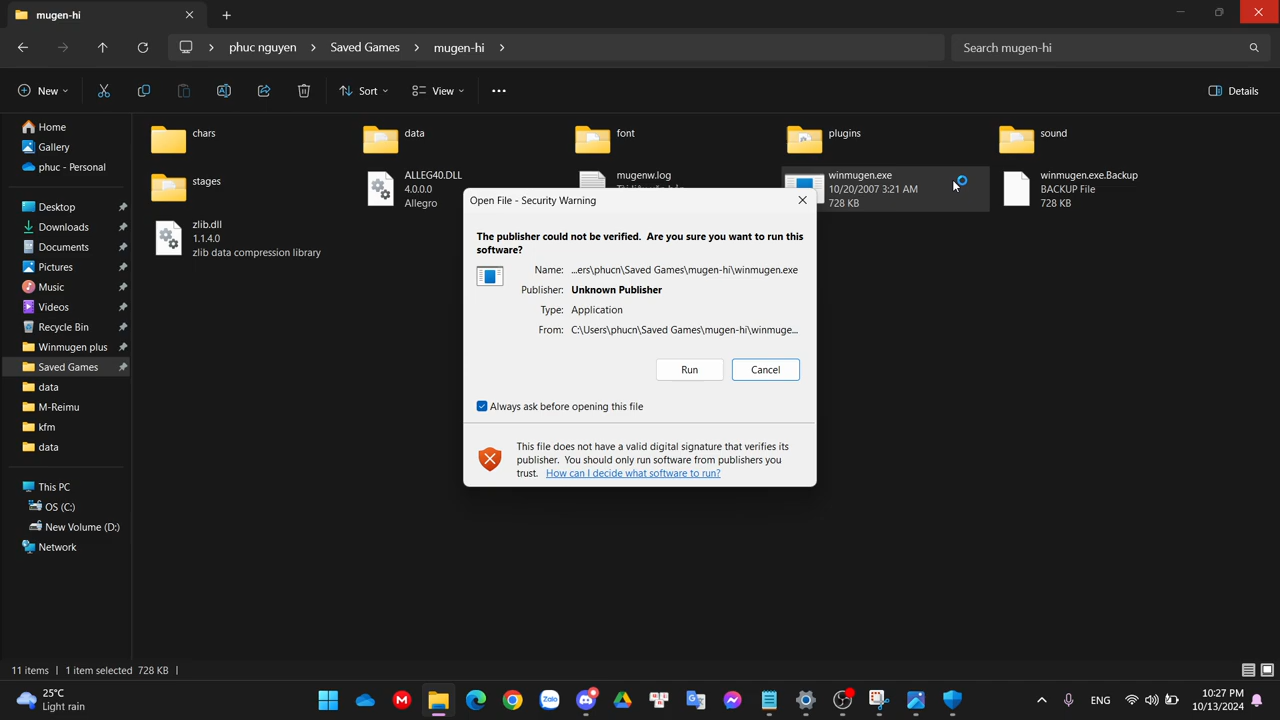 mugen-hi
phuc nguyen > Saved Games > mugen-hi >
Search mugen-hi
New
Sort
View
Details
Home
Gallery
phuc - Personal
Desktop
Downloads
Documents
Pictures
Music
Videos
Recycle Bin
Winmugen plus
Saved Games
data
M-Reimu
kfm
data
This PC
OS (C:)
New Volume (D:)
Network
chars
data
font
plugins
sound
stages
ALLEG40.DLL
4.0.0.0
Allegro
mugenw.log
winmugen.exe
10/20/2007 3:21 AM
728 KB
winmugen.exe.Backup
BACKUP File
728 KB
zlib.dll
1.1.4.0
zlib data compression library
Open File - Security Warning
The publisher could not be verified. Are you sure you want to run this
software?
Name: ...ers\phucn\Saved Games\mugen-hi\winmugen.exe
Publisher: Unknown Publisher
Type: Application
From: C:\Users\phucn\Saved Games\mugen-hi\winmuge...
Run
Cancel
Always ask before opening this file
This file does not have a valid digital signature that verifies its
publisher. You should only run software from publishers you
trust. How can I decide what software to run?
11 items | 1 item selected 728 KB |
25°C
Light rain
Zalo
ENG
10:27 PM
10/13/2024